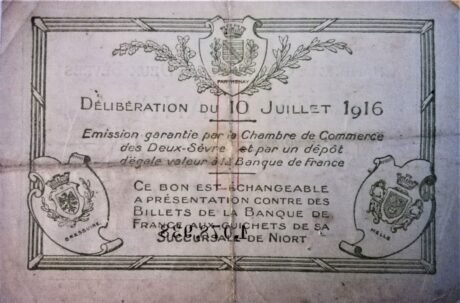 PARTHENAY
DÉLIBÉRATION DU 10 JUILLET 1916
Emission garantie par la Chambre de Commerce
des Deux-Sèvre et par un dépôt
d'égale valeur à la Banque de France
CE BON EST ÉCHANGEABLE
A PRÉSENTATION CONTRE DES
BILLETS DE LA BANQUE DE
FRANCE AUX GUICHETS DE SA
SUCCURSALE DE NIORT
BRESSUIRE
MELLE